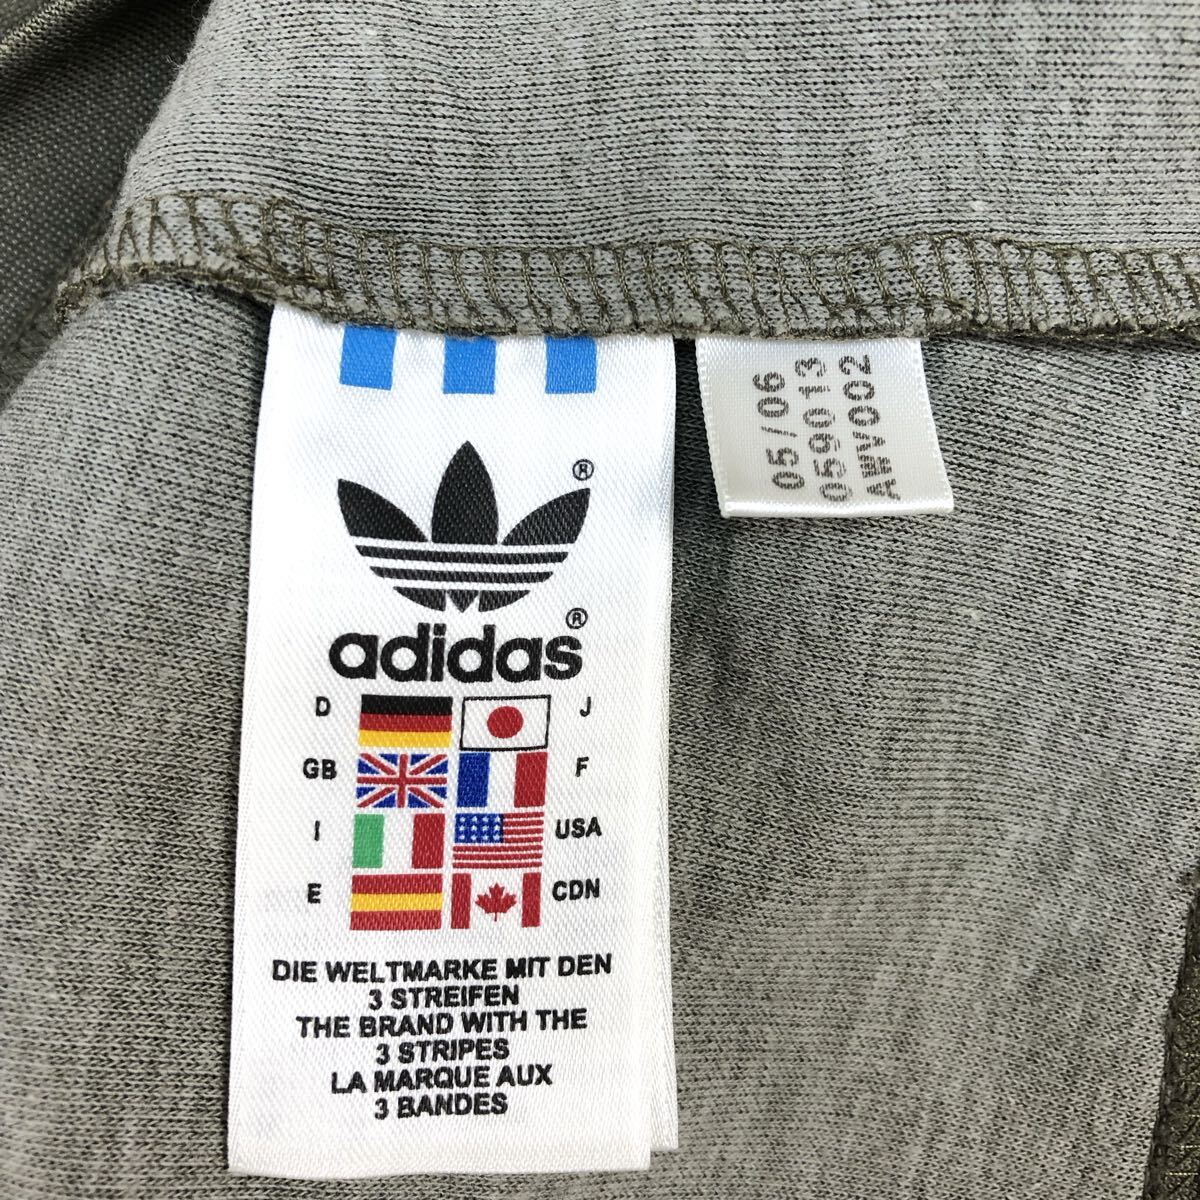 ®
adidas®
D J
GB F
I USA
E CDN
DIE WELTMARKE MIT DEN
3 STREIFEN
THE BRAND WITH THE
3 STRIPES
LA MARQUE AUX
3 BANDES
05/06
059013
AWV002